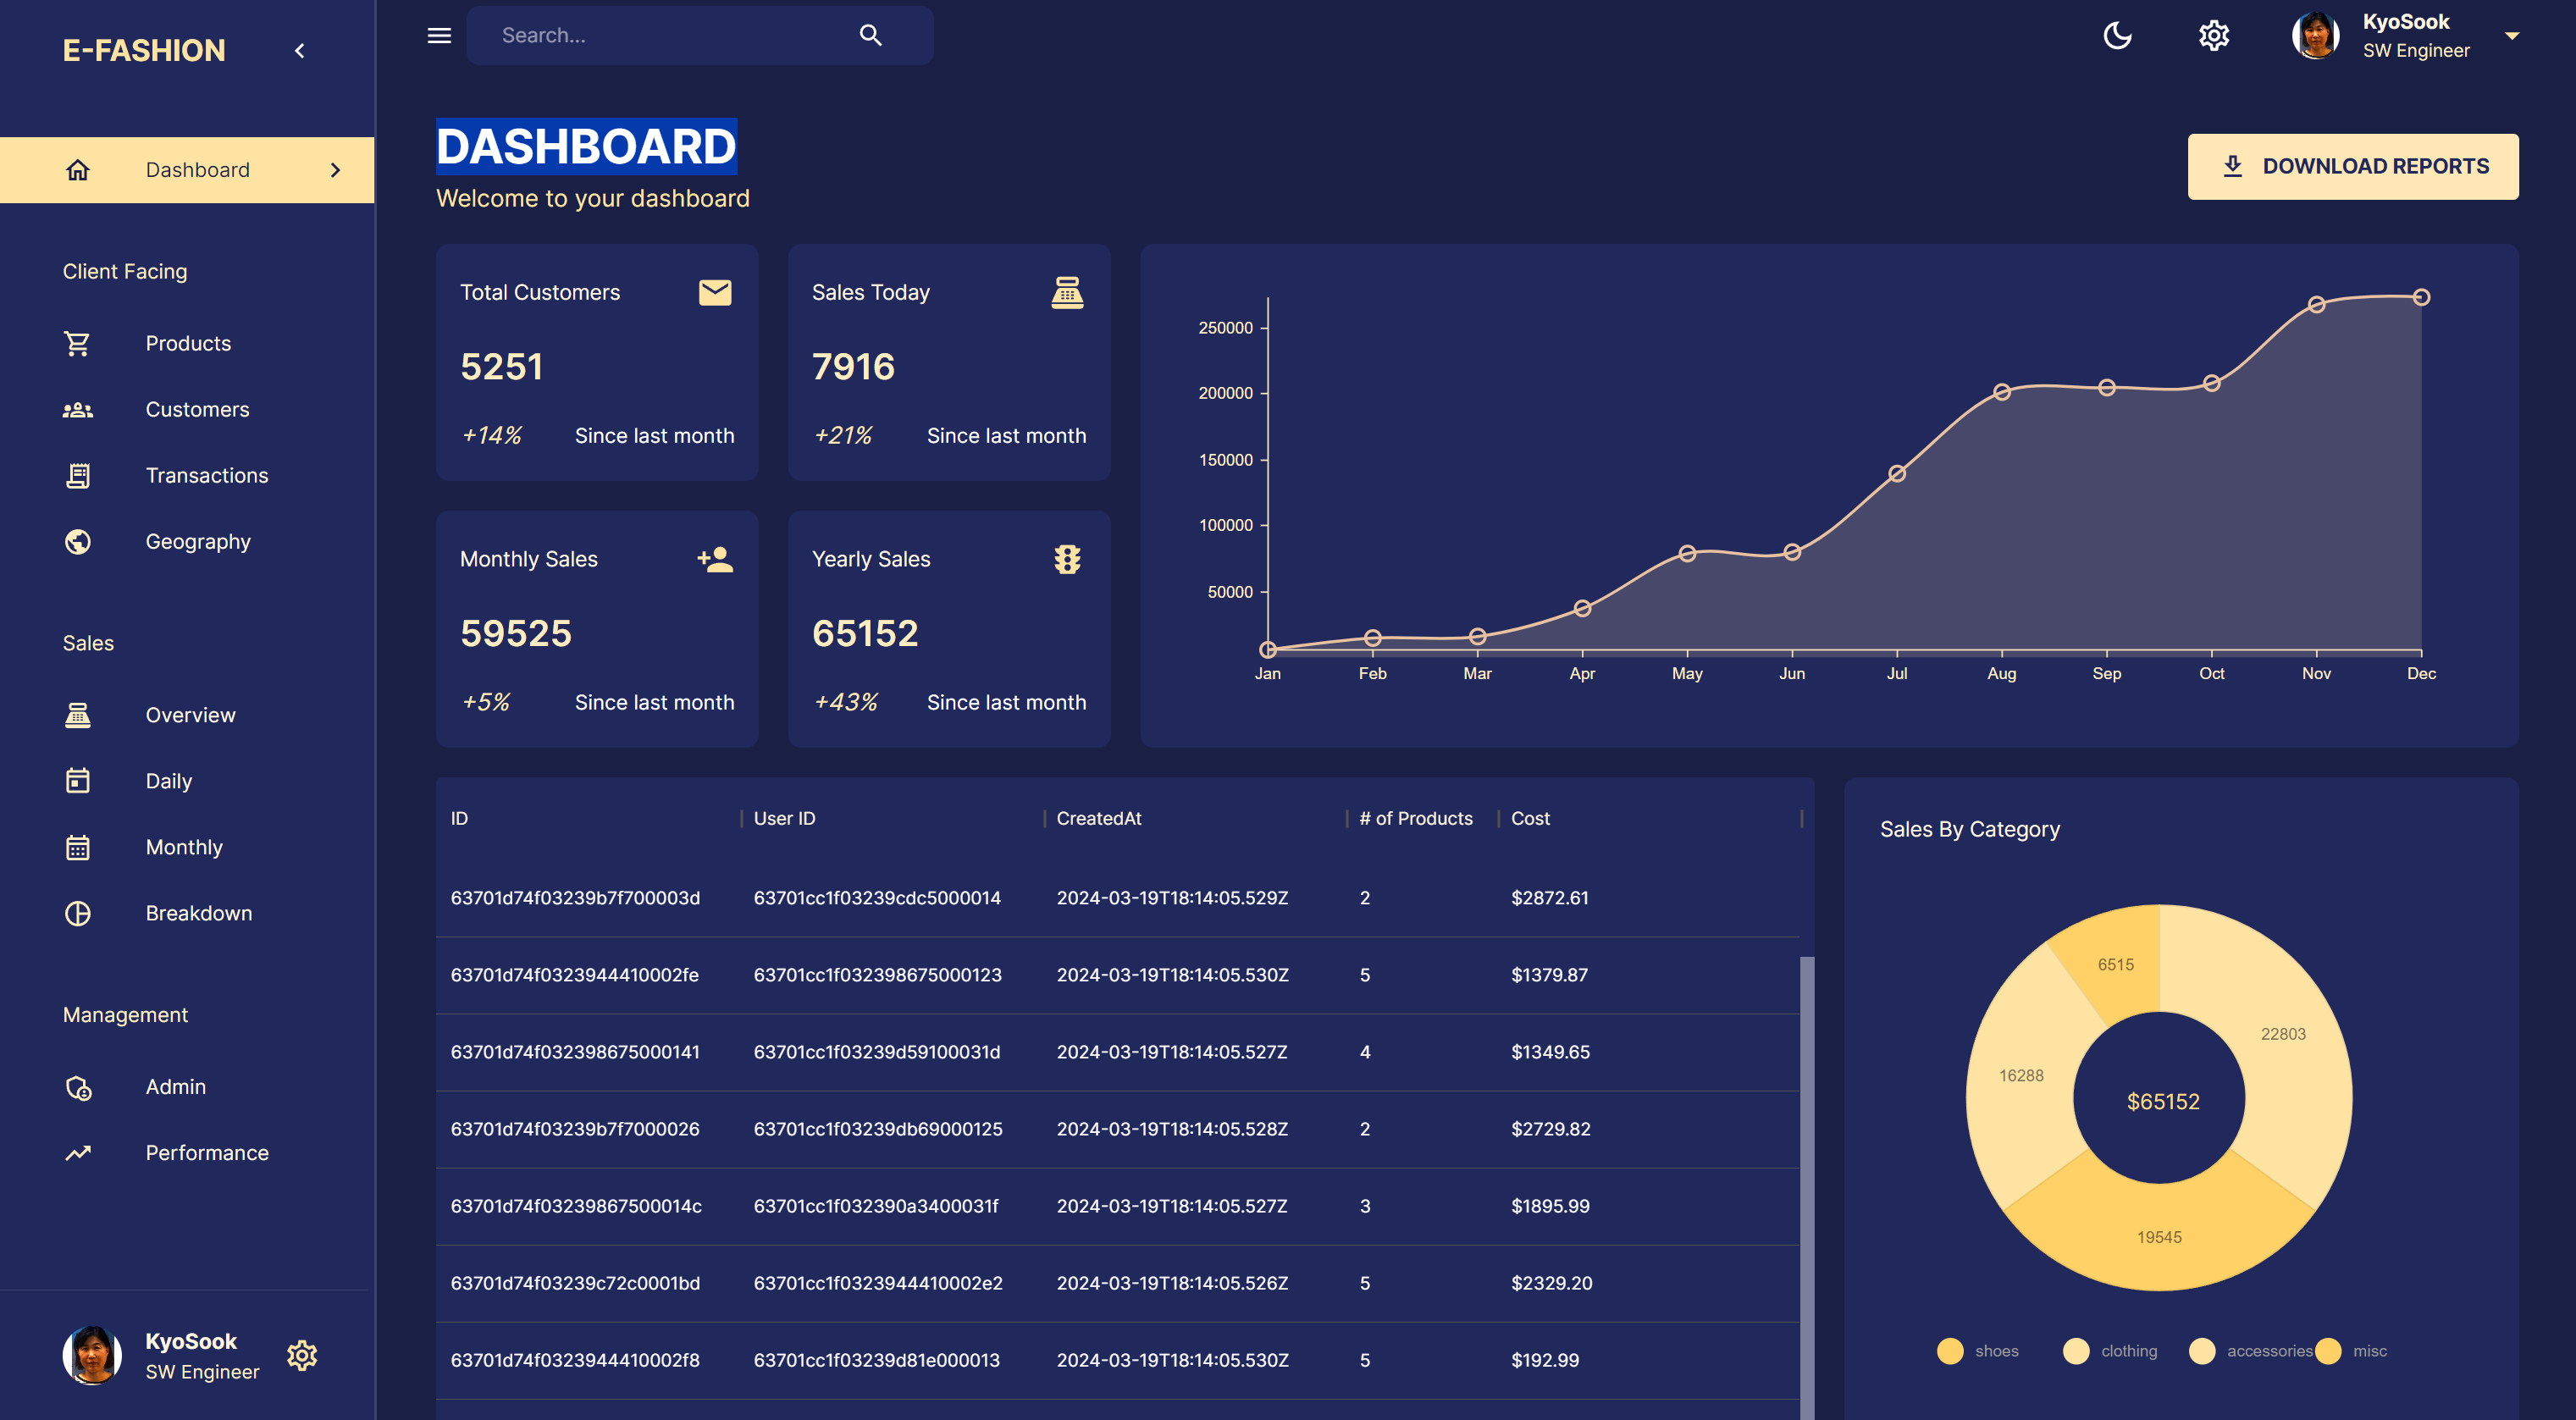 E-FASHION
Dashboard
Client Facing
Products
Customers
Transactions
Geography
Sales
Overview
Daily
Monthly
Breakdown
Management
Admin
Performance
KyoSook
SW Engineer
Search...
KyoSook
SW Engineer
DASHBOARD
Welcome to your dashboard
DOWNLOAD REPORTS
Total Customers
5251
+14% Since last month
Sales Today
7916
+21% Since last month
Monthly Sales
59525
+5% Since last month
Yearly Sales
65152
+43% Since last month
250000
200000
150000
100000
50000
Jan Feb Mar Apr May Jun Jul Aug Sep Oct Nov Dec
ID User ID CreatedAt # of Products Cost
63701d74f03239b7f700003d 63701cc1f03239cdc5000014 2024-03-19T18:14:05.529Z 2 $2872.61
63701d74f0323944410002fe 63701cc1f032398675000123 2024-03-19T18:14:05.530Z 5 $1379.87
63701d74f032398675000141 63701cc1f03239d59100031d 2024-03-19T18:14:05.527Z 4 $1349.65
63701d74f03239b7f7000026 63701cc1f03239db69000125 2024-03-19T18:14:05.528Z 2 $2729.82
63701d74f03239867500014c 63701cc1f032390a3400031f 2024-03-19T18:14:05.527Z 3 $1895.99
63701d74f03239c72c0001bd 63701cc1f0323944410002e2 2024-03-19T18:14:05.526Z 5 $2329.20
63701d74f0323944410002f8 63701cc1f03239d81e000013 2024-03-19T18:14:05.530Z 5 $192.99
Sales By Category
6515
22803
16288
$65152
19545
shoes clothing accessories misc